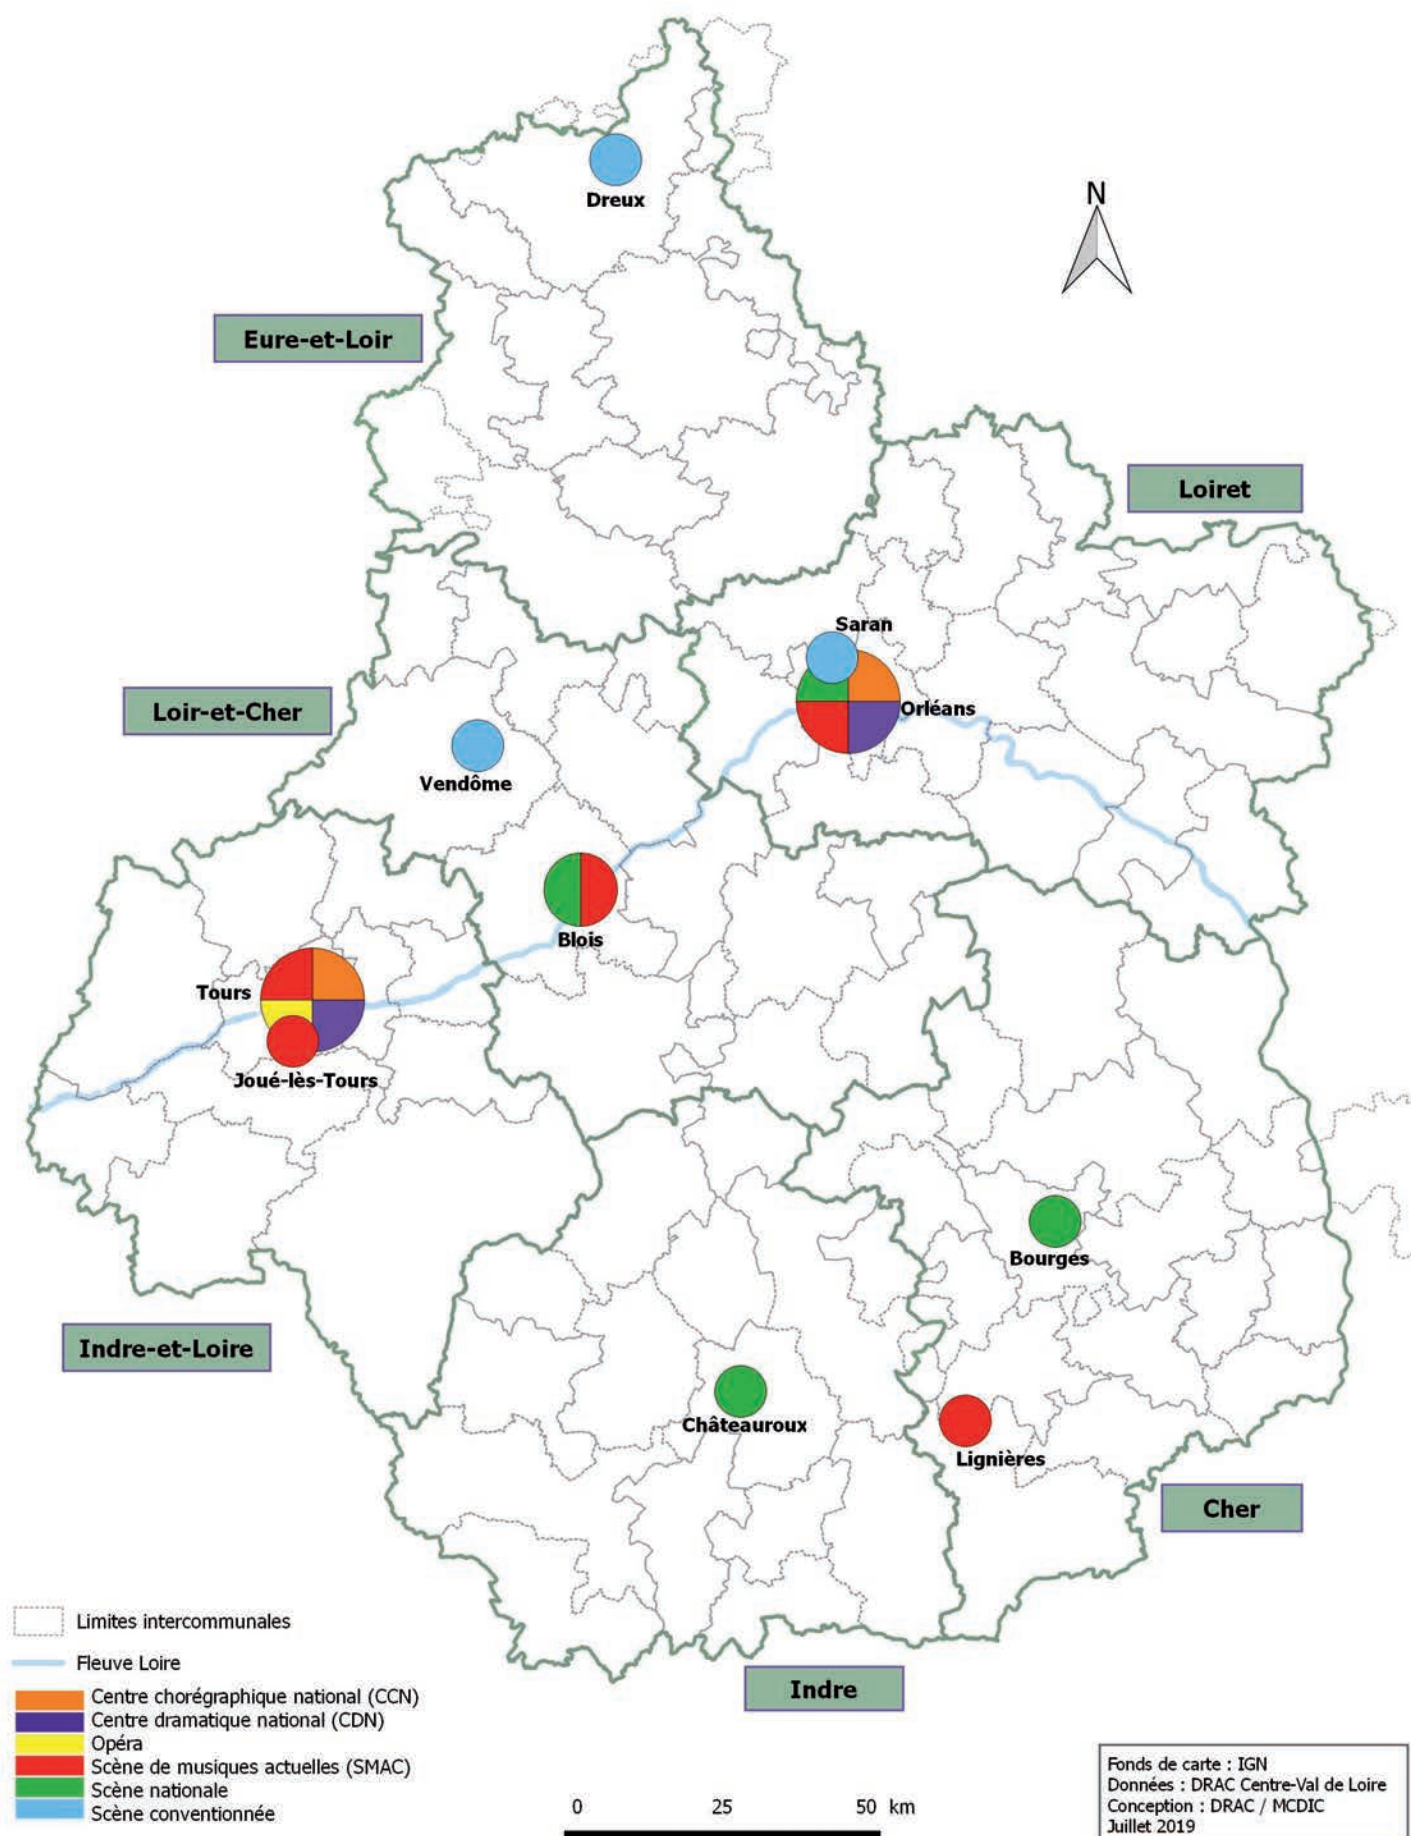 Dreux
N
Eure-et-Loir
Loiret
Saran
Loir-et-Cher
Orléans
Vendôme
Blois
Tours
Joué-lès-Tours
Bourges
Indre-et-Loire
Châteauroux
Lignières
Cher
Indre
Limites intercommunales
Fleuve Loire
Centre chorégraphique national (CCN)
Centre dramatique national (CDN)
Opéra
Scène de musiques actuelles (SMAC)
Scène nationale
Scène conventionnée
0 25 50 km
Fonds de carte : IGN
Données : DRAC Centre-Val de Loire
Conception : DRAC / MCDIC
Juillet 2019